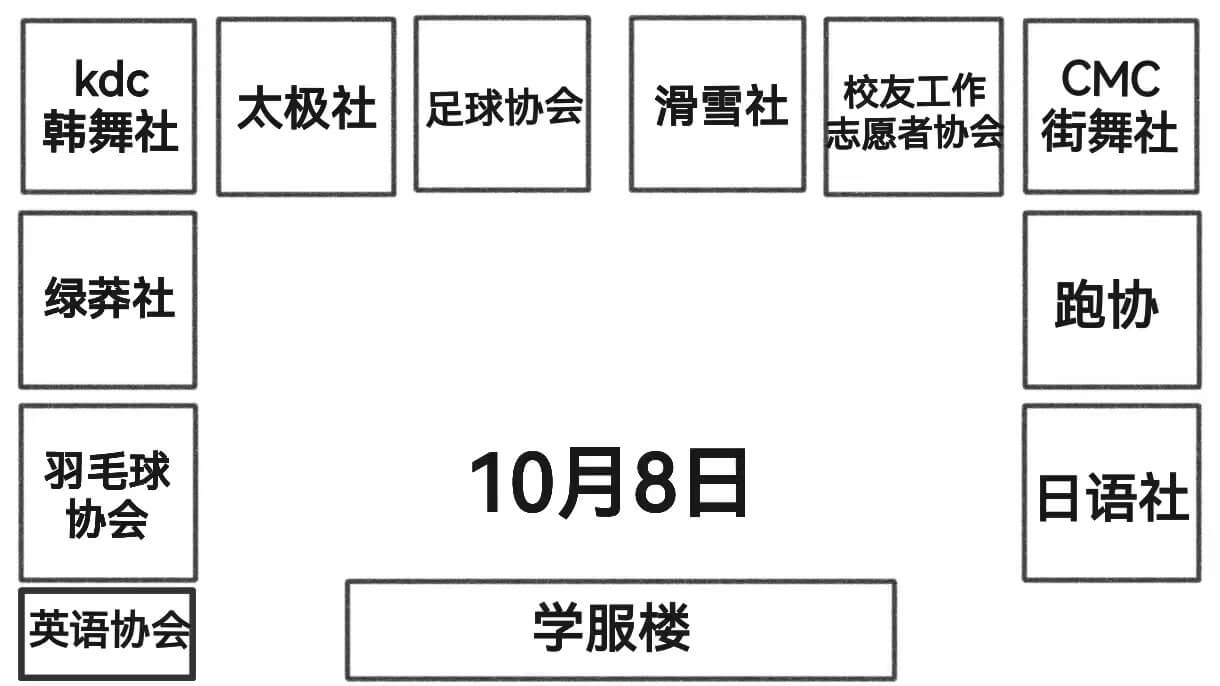 kdc
韩舞社
太极社
足球协会
滑雪社
校友工作
志愿者协会
CMC
街舞社
绿莽社
跑协
羽毛球
协会
10月8日
日语社
英语协会
学服楼